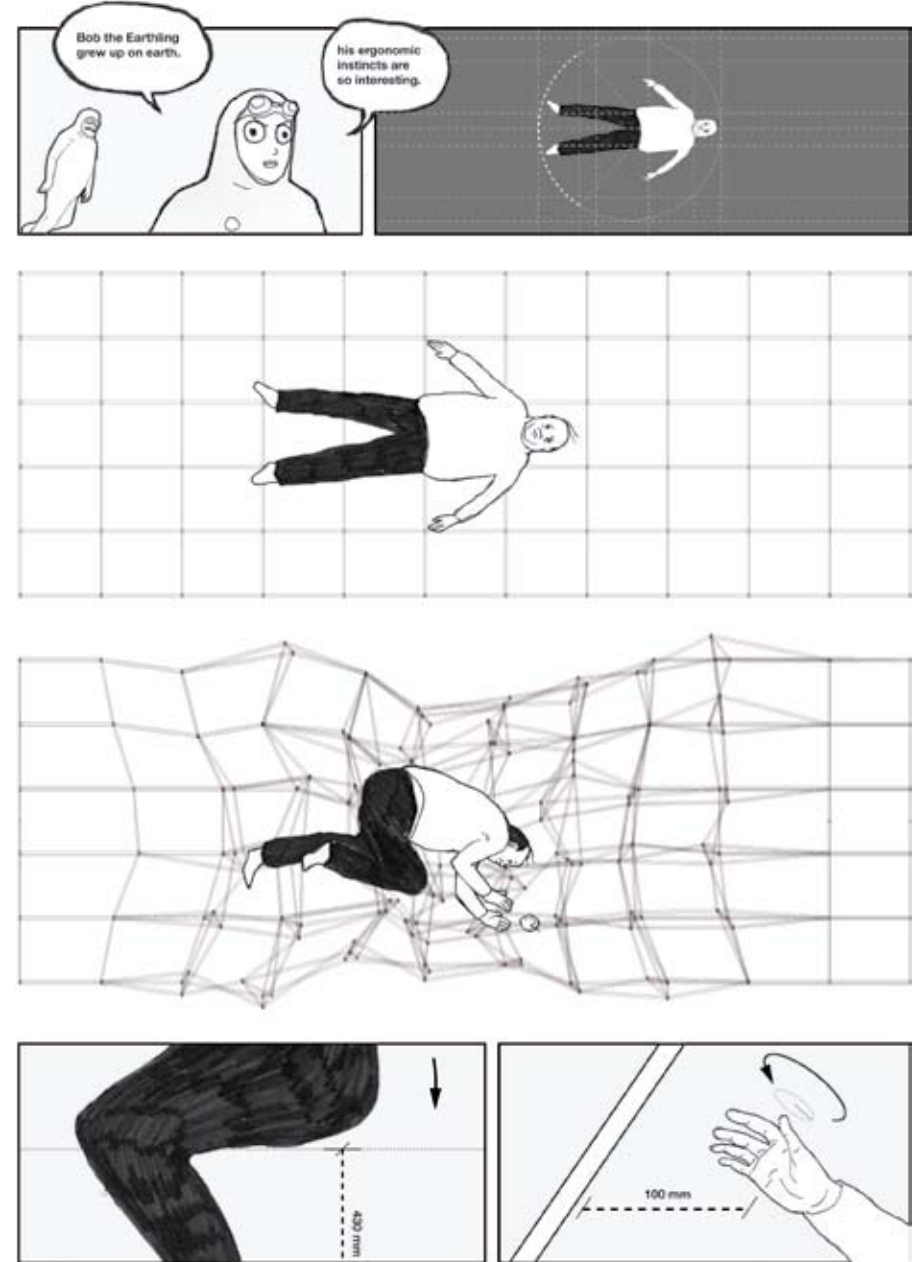 Bob the Earthling
grew up on earth.
his ergonomic
instincts are
so interesting.
430 mm
100 mm